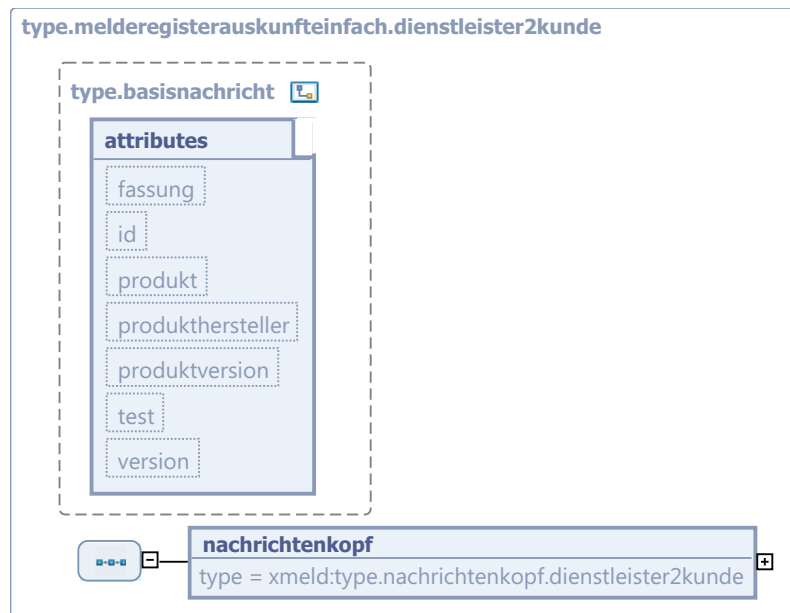 type.melderegisterauskunfteinfach.dienstleister2kunde
type.basisnachricht
attributes
fassung
id
produkt
produkthersteller
produktversion
test
version
nachrichtenkopf
type = xmeld:type.nachrichtenkopf.dienstleister2kunde